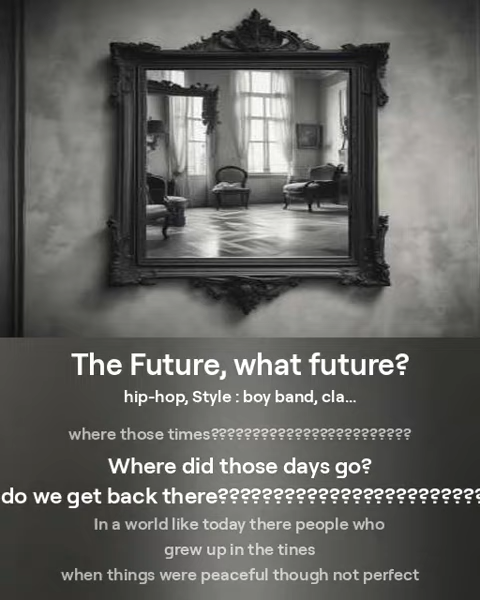 The Future, what future?
hip-hop, Style : boy band, cla...
where those times????????????????????????
Where did those days go?
do we get back there????????????????????????
In a world like today there people who
grew up in the tines
when things were peaceful though not perfect